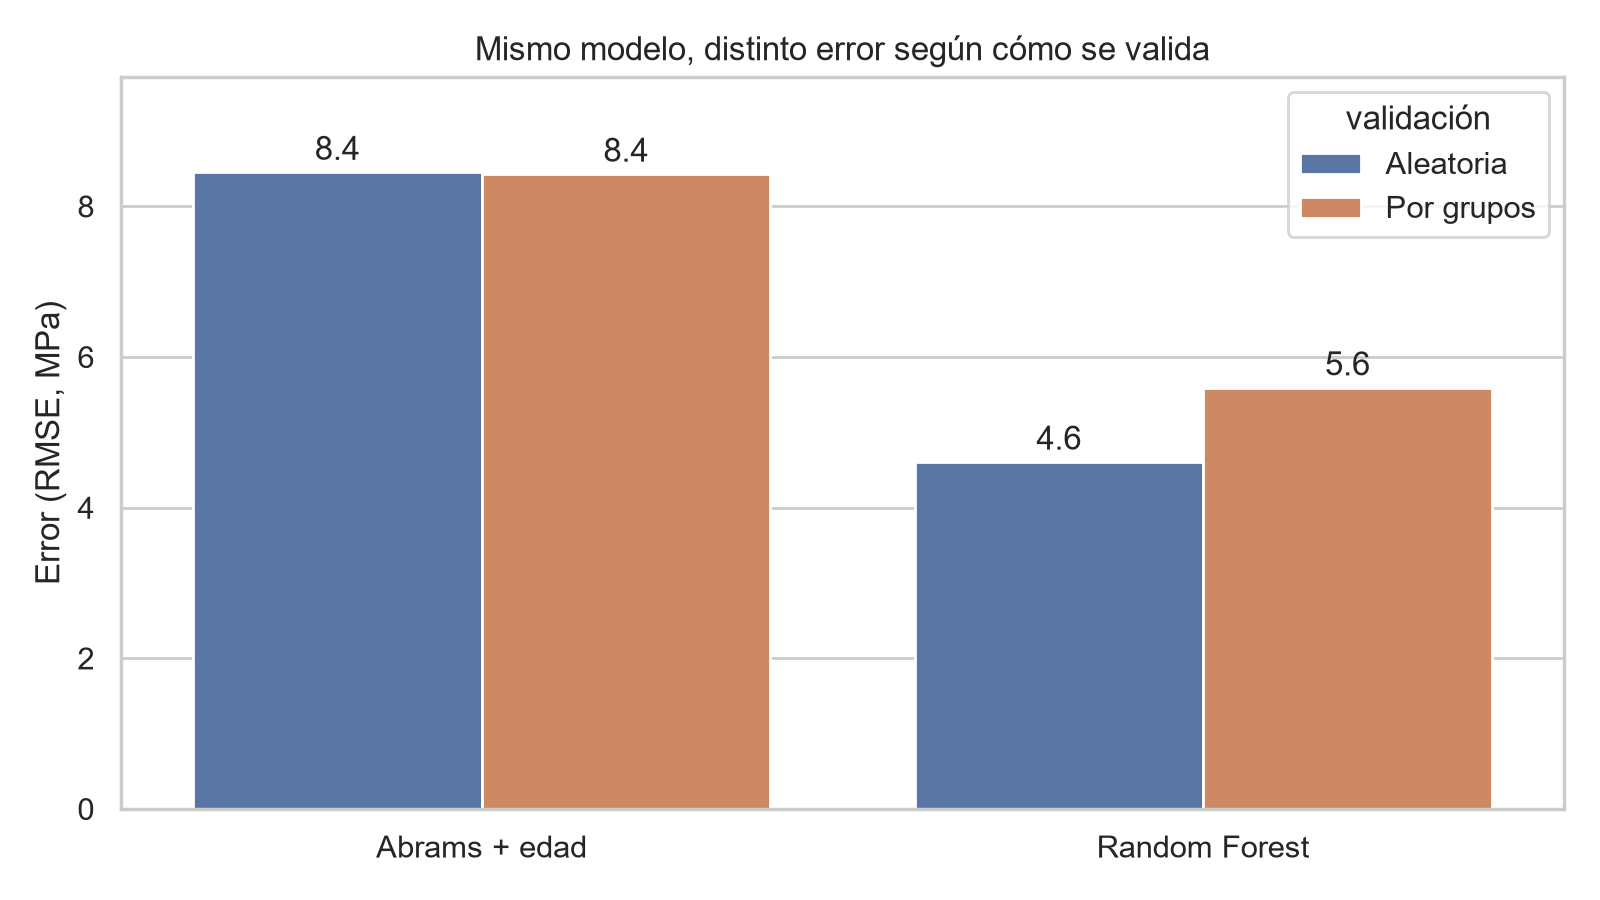 Mismo modelo, distinto error según cómo se valida
validación
Aleatoria
Por grupos
Error (RMSE, MPa)
8
6
4
2
0
8.4
8.4
4.6
5.6
Abrams + edad
Random Forest